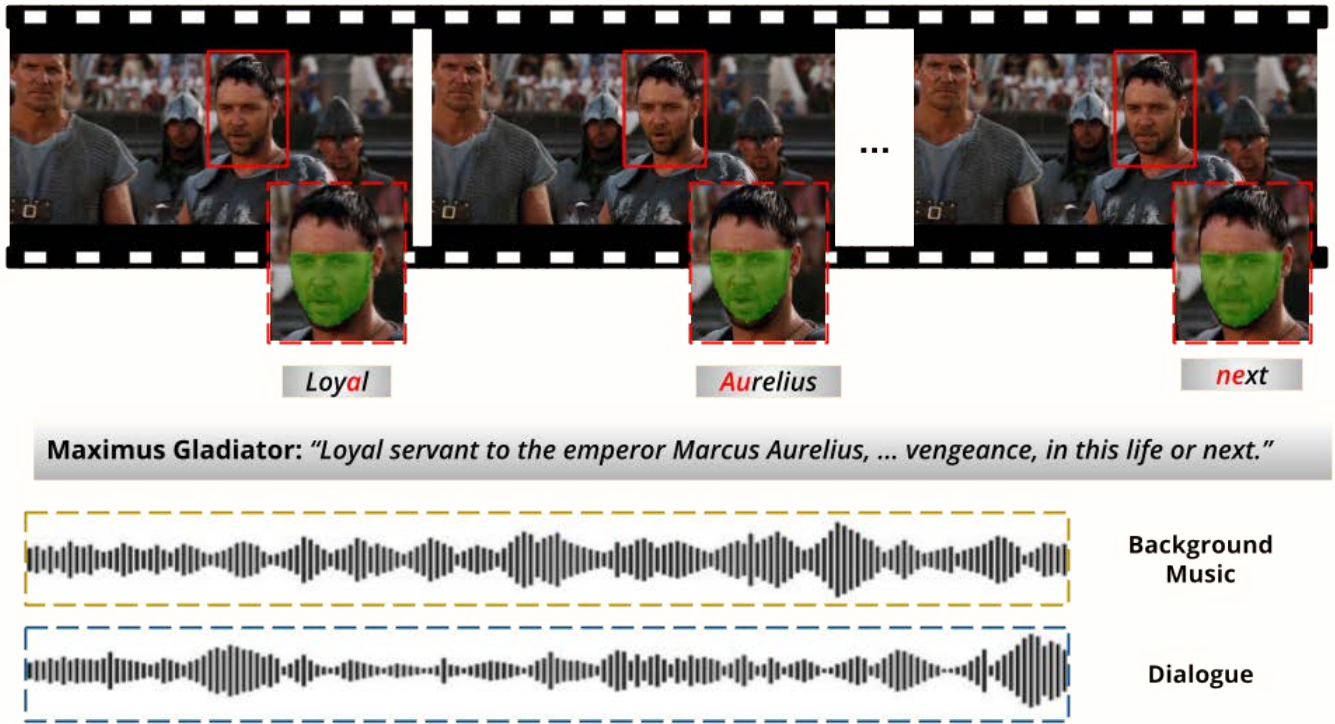 ...
Loyal
Aurelius
next
Maximus Gladiator: “Loyal servant to the emperor Marcus Aurelius, ... vengeance, in this life or next.”
Background
Music
Dialogue